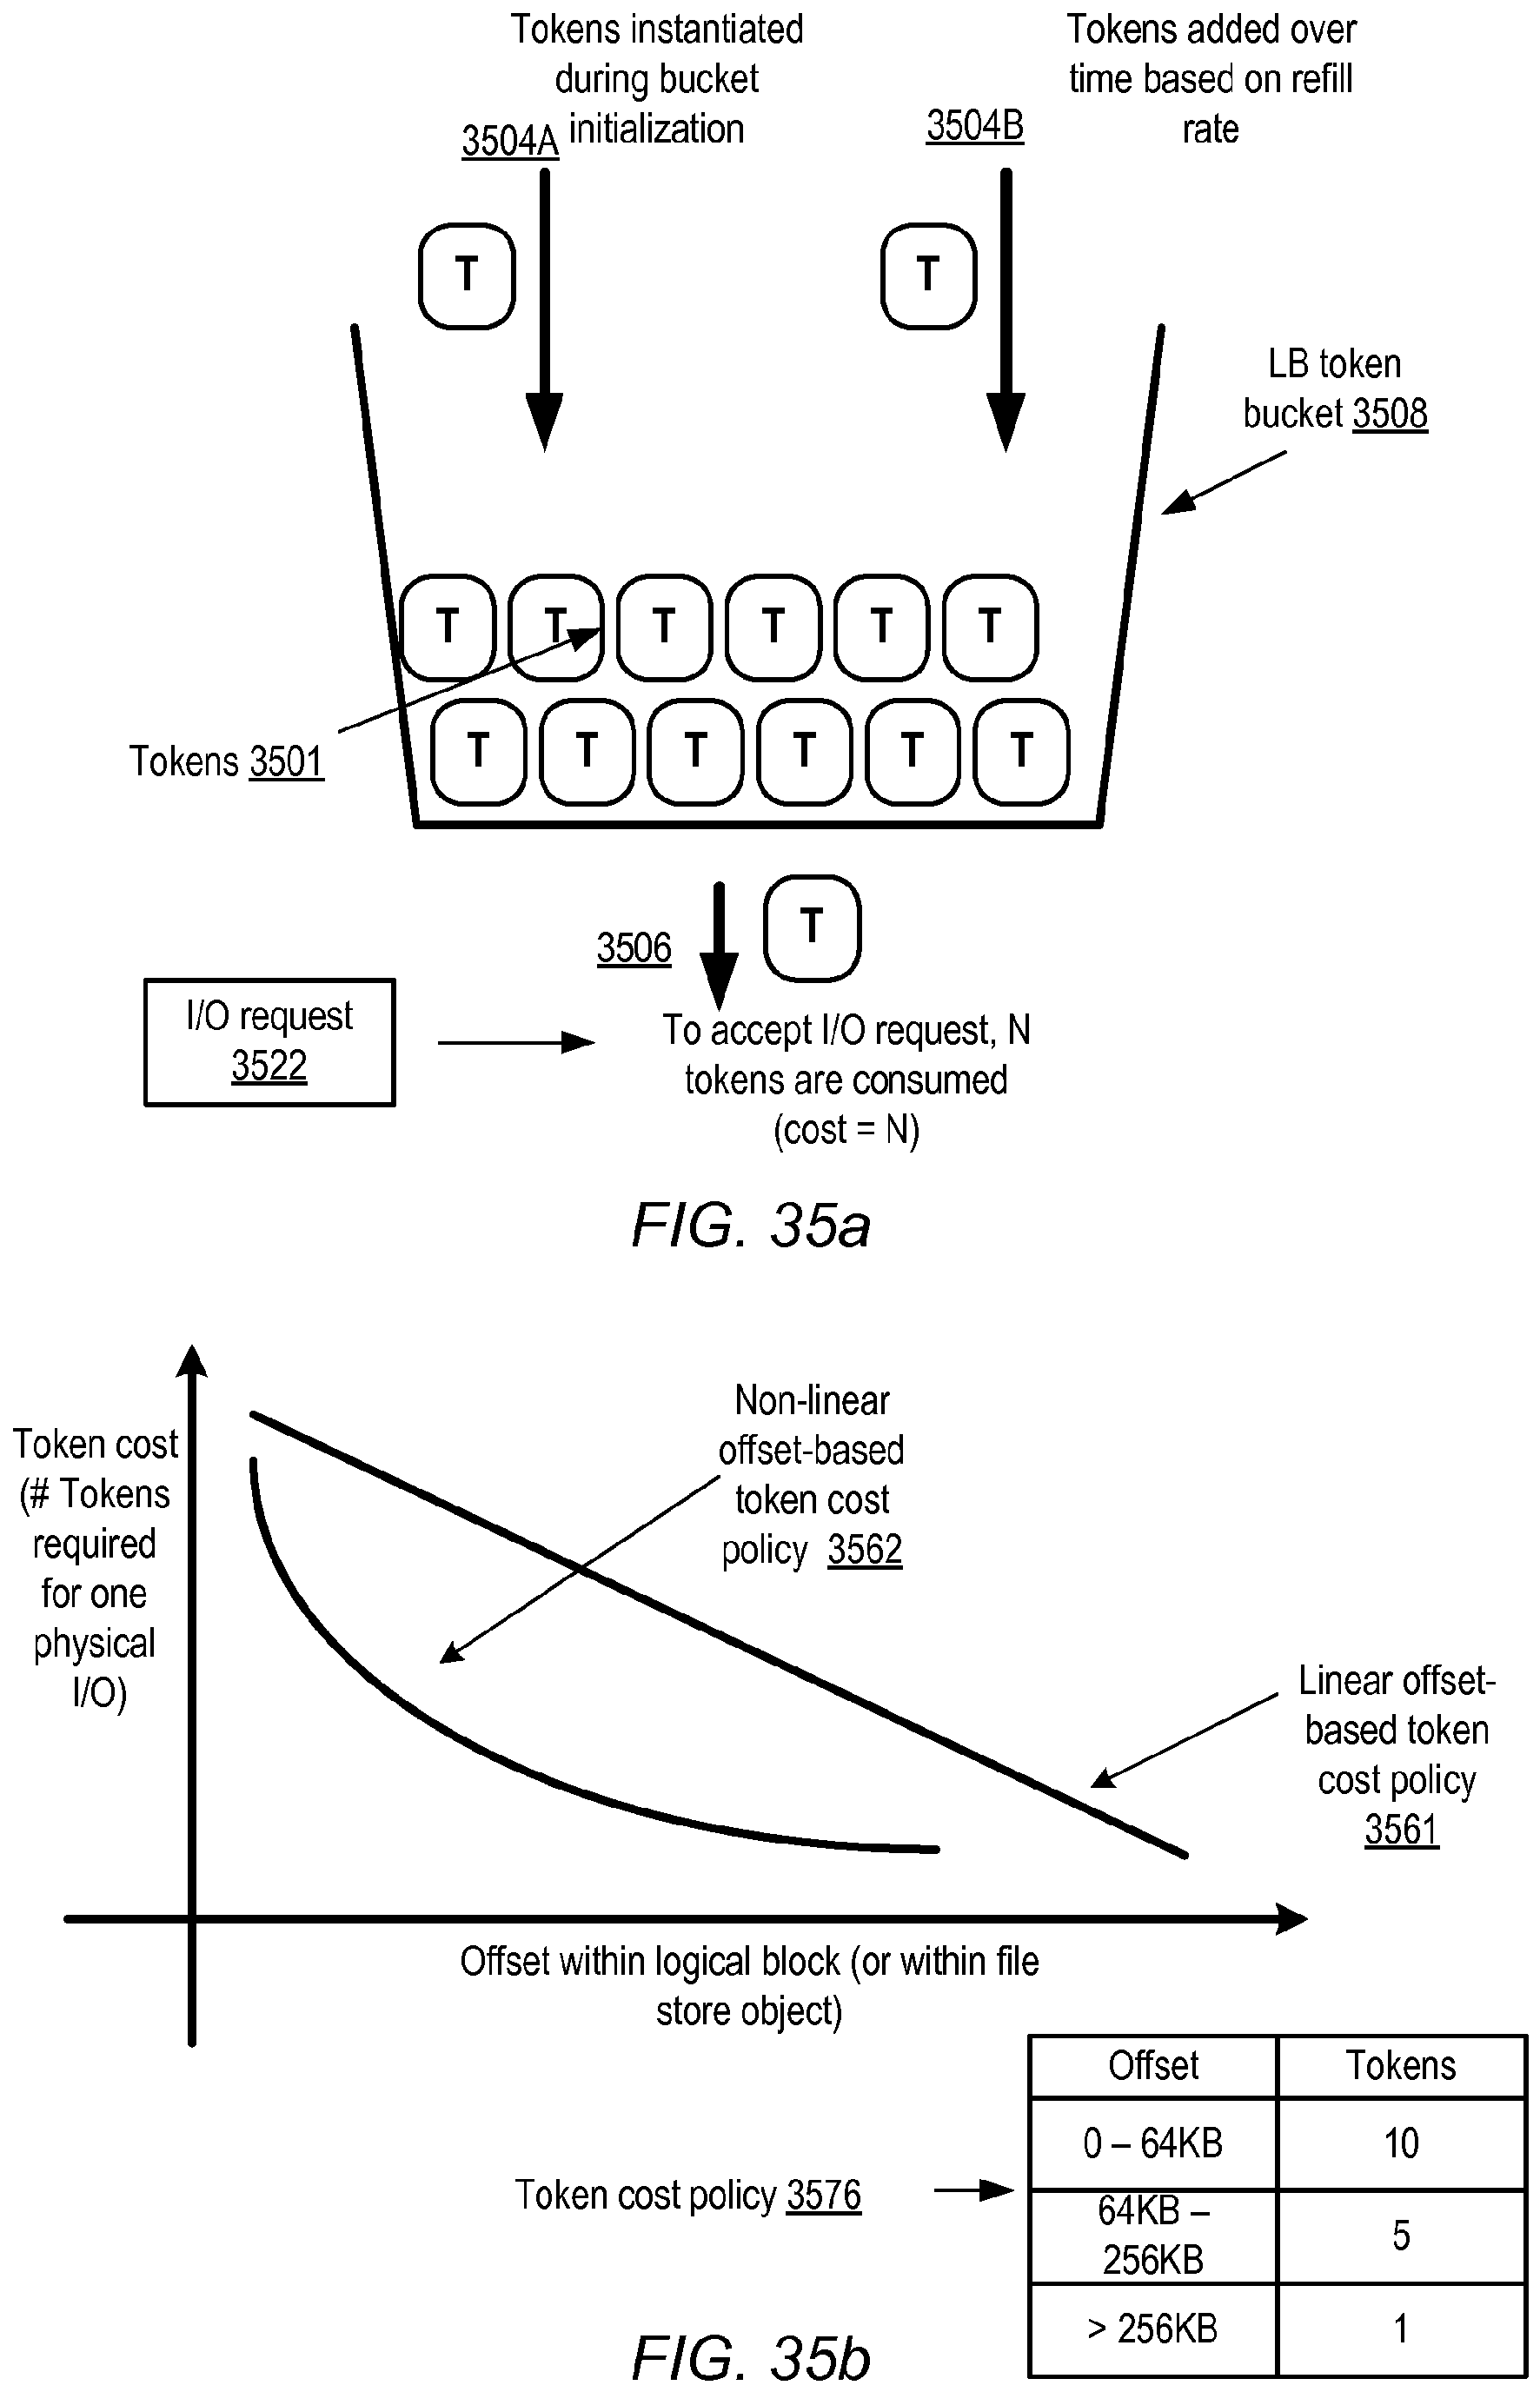 Tokens instantiated
during bucket
initialization
3504A
Tokens added over
time based on refill
rate
3504B
T
T
LB token
bucket 3508
T T T T T T
T T T T T T
Tokens 3501
T
3506
I/O request
3522
To accept I/O request, N
tokens are consumed
(cost = N)
FIG. 35a
Token cost
(# Tokens
required
for one
physical
I/O)
Non-linear
offset-based
token cost
policy 3562
Linear offset-
based token
cost policy
3561
Offset within logical block (or within file
store object)
Token cost policy 3576
Offset Tokens
0 – 64KB 10
64KB –
256KB 5
> 256KB 1
FIG. 35b